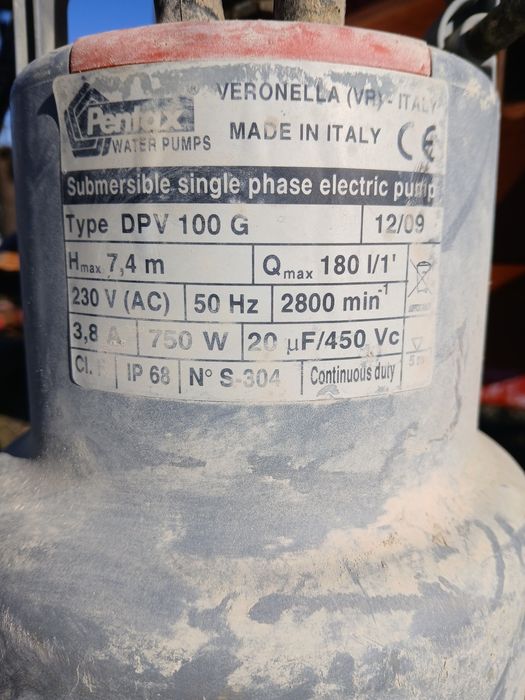 Pentax ®
WATER PUMPS
VERONELLA (VR) - ITALY
MADE IN ITALY CE
Submersible single phase electric pump
Type DPV 100 G 12/09
Hmax 7,4 m Qmax 180 l/1'
230 V (AC) 50 Hz 2800 min-1
3,8 A 750 W 20 µF/450 Vc
Cl. F IP 68 N° S-304 Continuous duty 5 m